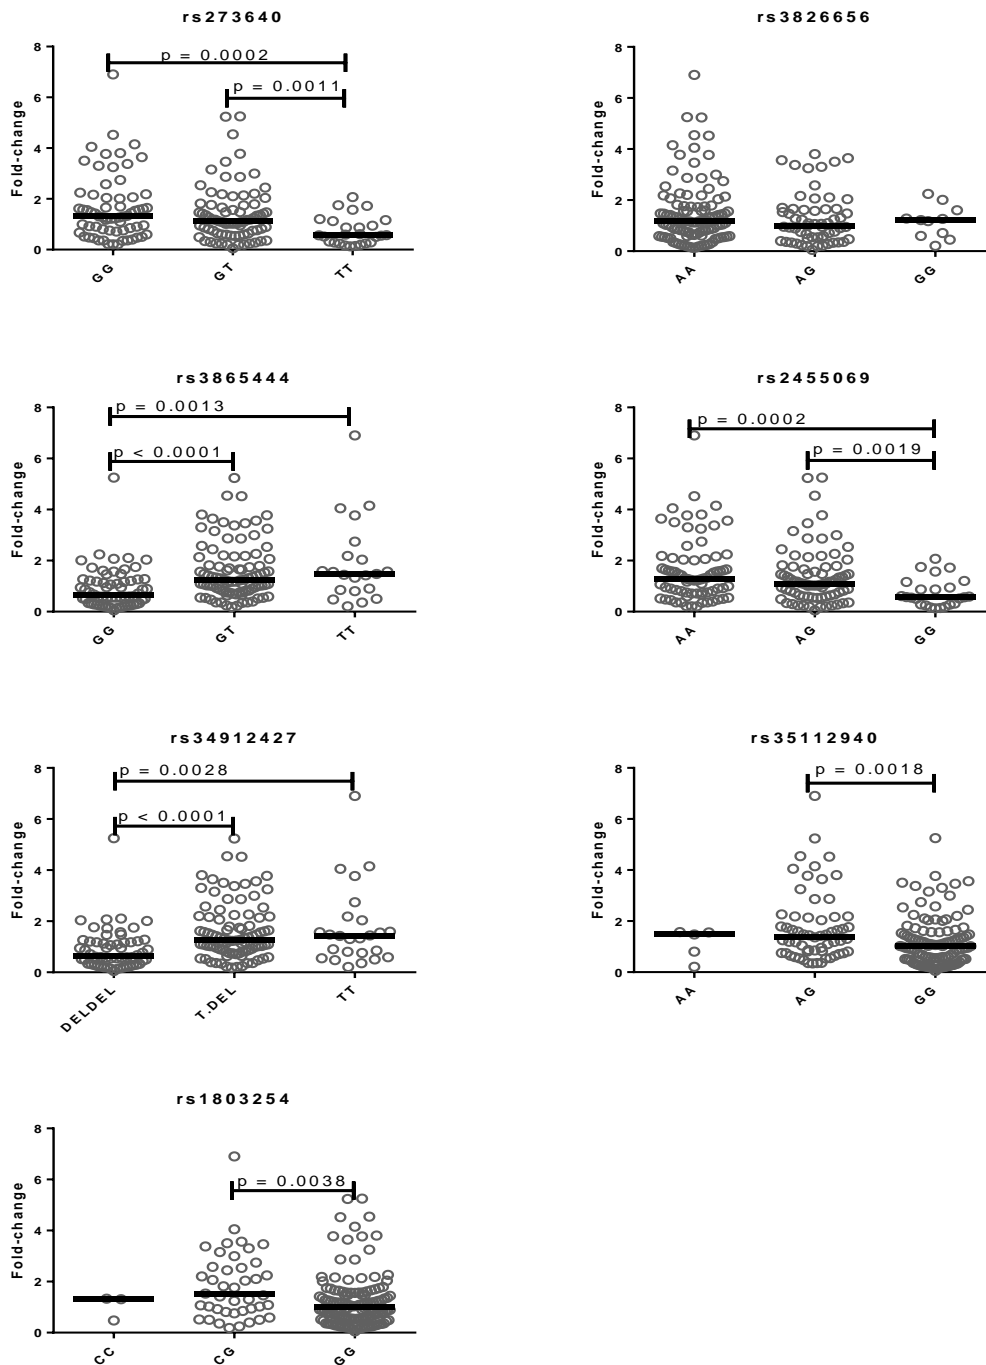 rs273640
Fold-change
8
6
4
2
0
p = 0.0002
p = 0.0011
GG
GT
TT
rs3826656
Fold-change
8
6
4
2
0
AA
AG
GG
rs3865444
Fold-change
8
6
4
2
0
p = 0.0013
p < 0.0001
GG
GT
TT
rs2455069
Fold-change
8
6
4
2
0
p = 0.0002
p = 0.0019
AA
AG
GG
rs34912427
Fold-change
8
6
4
2
0
p = 0.0028
p < 0.0001
DELDEL
T.DEL
TT
rs35112940
Fold-change
8
6
4
2
0
p = 0.0018
AA
AG
GG
rs1803254
Fold-change
8
6
4
2
0
p = 0.0038
CC
CG
GG